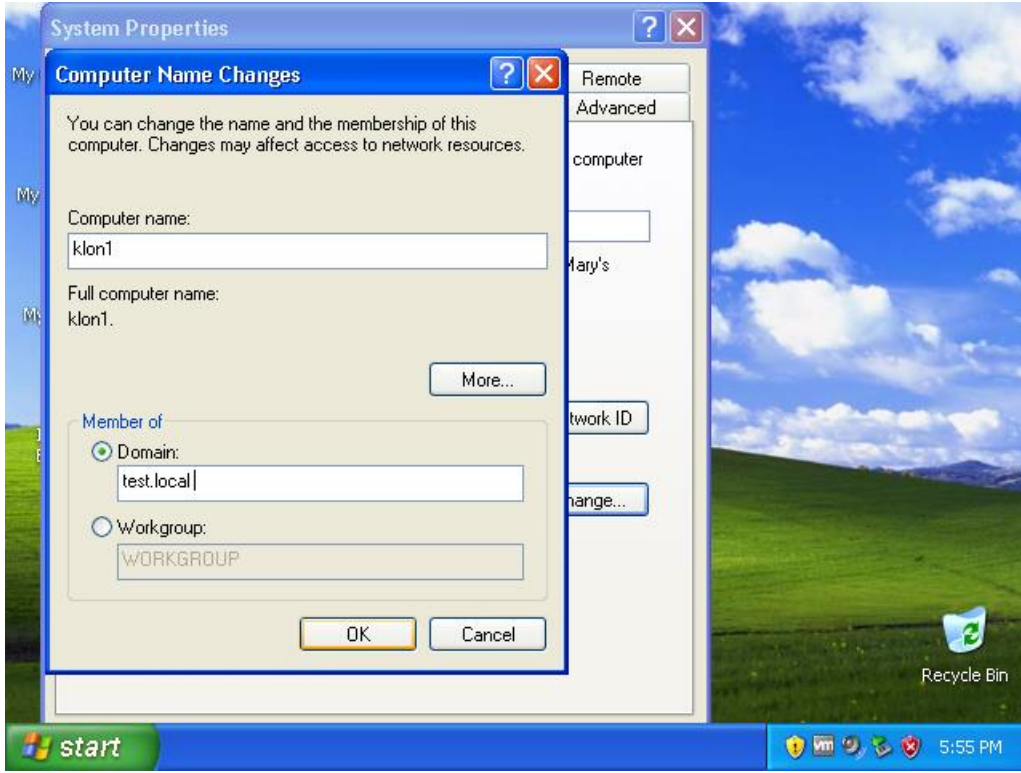 System Properties
My
Computer Name Changes
Remote
Advanced
You can change the name and the membership of this
computer. Changes may affect access to network resources.
computer
My
Computer name:
klon1
Mary's
Full computer name:
klon1.
My
More...
Member of
twork ID
Domain:
test.local
hange...
Workgroup:
WORKGROUP
OK
Cancel
Recycle Bin
start
5:55 PM